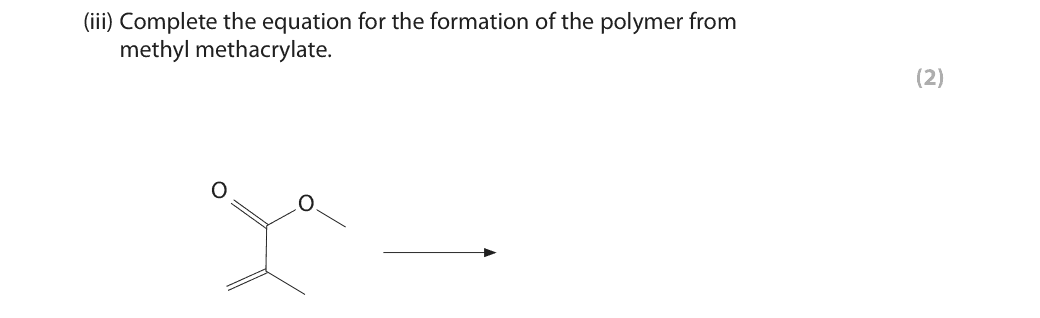 (iii) Complete the equation for the formation of the polymer from
methyl methacrylate.
(2)
O
O